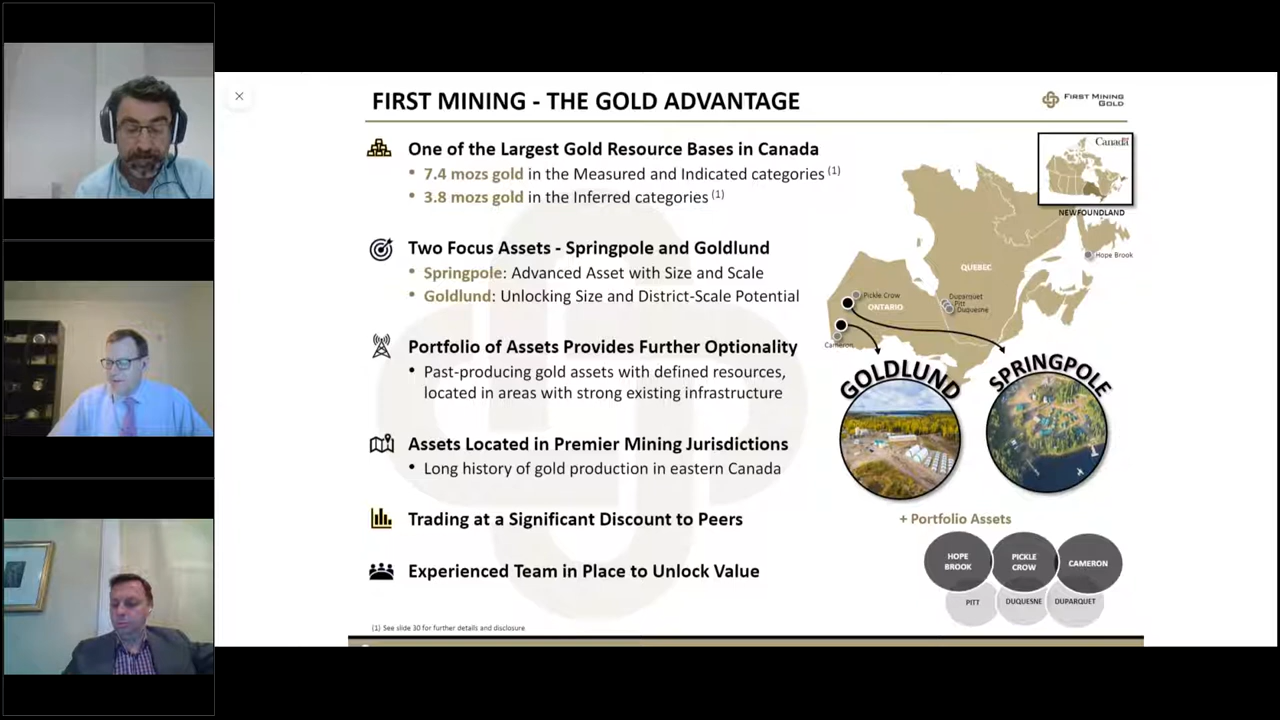 FIRST MINING - THE GOLD ADVANTAGE
FIRST MINING
GOLD
One of the Largest Gold Resource Bases in Canada
• 7.4 mozs gold in the Measured and Indicated categories (1)
• 3.8 mozs gold in the Inferred categories (1)
Two Focus Assets - Springpole and Goldlund
• Springpole: Advanced Asset with Size and Scale
• Goldlund: Unlocking Size and District-Scale Potential
Portfolio of Assets Provides Further Optionality
• Past-producing gold assets with defined resources,
located in areas with strong existing infrastructure
Assets Located in Premier Mining Jurisdictions
• Long history of gold production in eastern Canada
Trading at a Significant Discount to Peers
Experienced Team in Place to Unlock Value
(1) See slide 30 for further details and disclosure
Canada
NEWFOUNDLAND
Hope Brook
QUEBEC
Pickle Crow
ONTARIO
Duparquet
Pitt
Duquesne
Cameron
GOLDLUND
SPRINGPOLE
+ Portfolio Assets
HOPE
BROOK
PICKLE
CROW
CAMERON
PITT
DUQUESNE
DUPARQUET